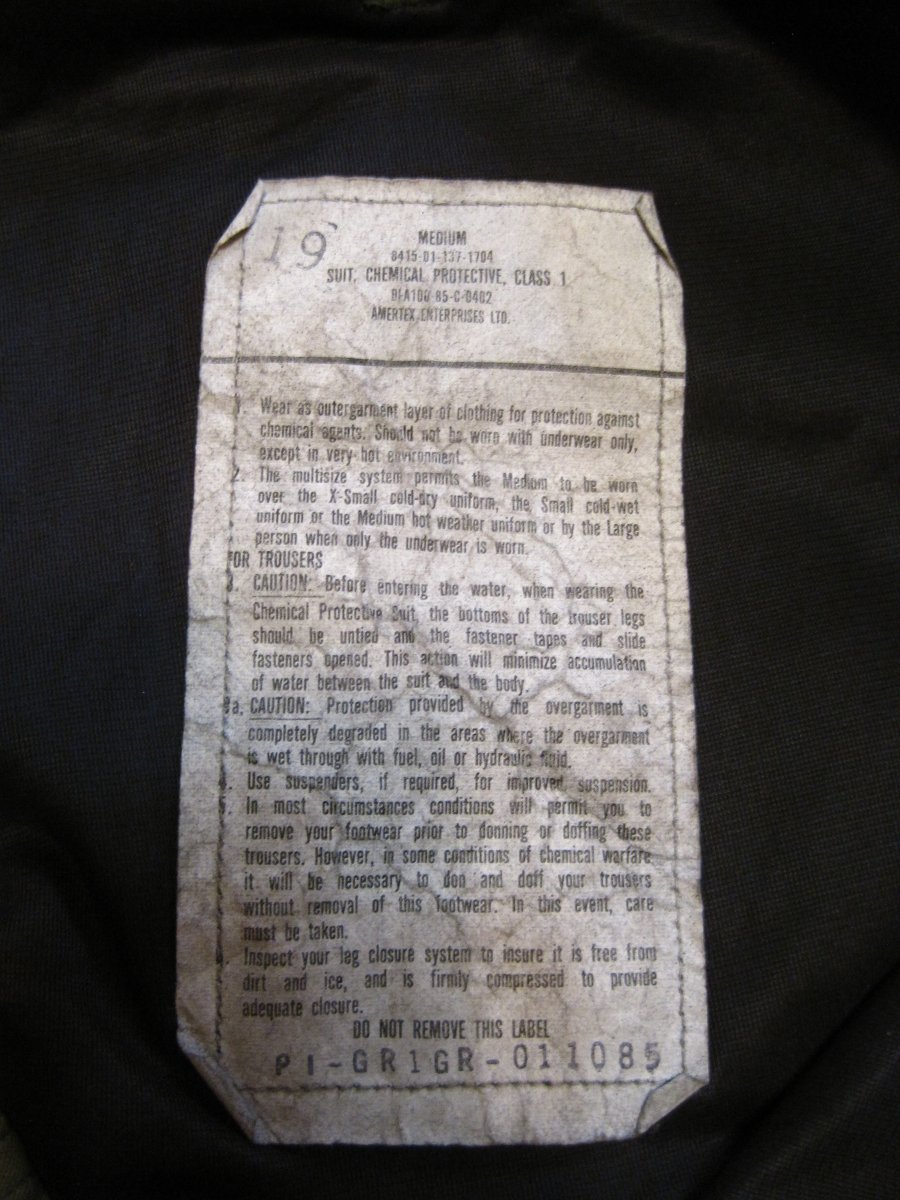 19
MEDIUM
8415-01-137-1704
SUIT, CHEMICAL PROTECTIVE, CLASS 1
DLA100-85-C-0462
AMERTEX ENTERPRISES LTD.
1. Wear as outergarment layer of clothing for protection against
chemical agents. Should not be worn with underwear only,
except in very hot environment.
2. The multisize system permits the Medium to be worn
over the X-Small cold-dry uniform, the Small cold-wet
uniform or the Medium hot weather uniform or by the Large
person when only the underwear is worn.
FOR TROUSERS
3. CAUTION: Before entering the water, when wearing the
Chemical Protective Suit, the bottoms of the trouser legs
should be untied and the fastener tapes and slide
fasteners opened. This action will minimize accumulation
of water between the suit and the body.
3a. CAUTION: Protection provided by the overgarment is
completely degraded in the areas where the overgarment
is wet through with fuel, oil or hydraulic fluid.
4. Use suspenders, if required, for improved suspension.
5. In most circumstances conditions will permit you to
remove your footwear prior to donning or doffing these
trousers. However, in some conditions of chemical warfare
it will be necessary to don and doff your trousers
without removal of this footwear. In this event, care
must be taken.
Inspect your leg closure system to insure it is free from
dirt and ice, and is firmly compressed to provide
adequate closure.
DO NOT REMOVE THIS LABEL
PI-GR1GR-011085